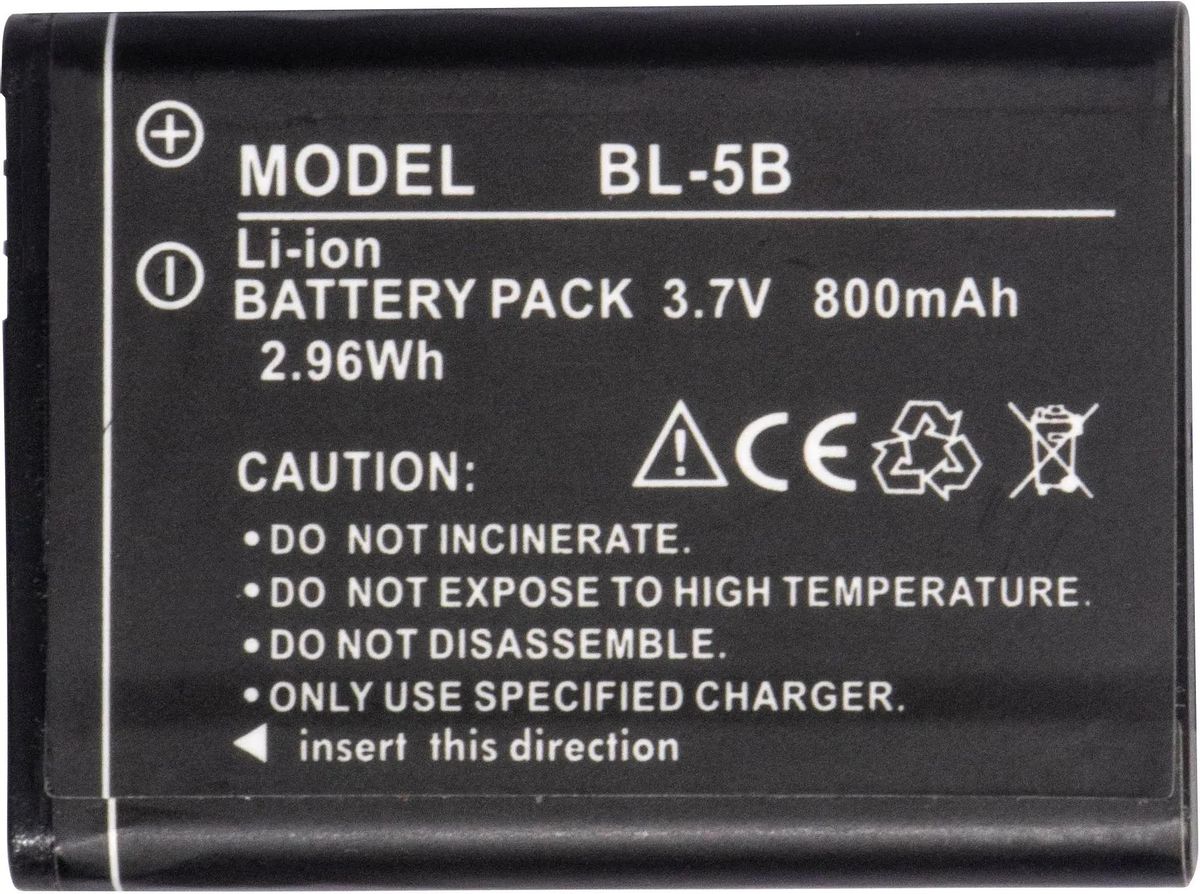 MODEL BL-5B
Li-ion
BATTERY PACK 3.7V 800mAh
2.96Wh
CAUTION: CE
•DO NOT INCINERATE.
•DO NOT EXPOSE TO HIGH TEMPERATURE.
•DO NOT DISASSEMBLE.
•ONLY USE SPECIFIED CHARGER.
◀ insert this direction